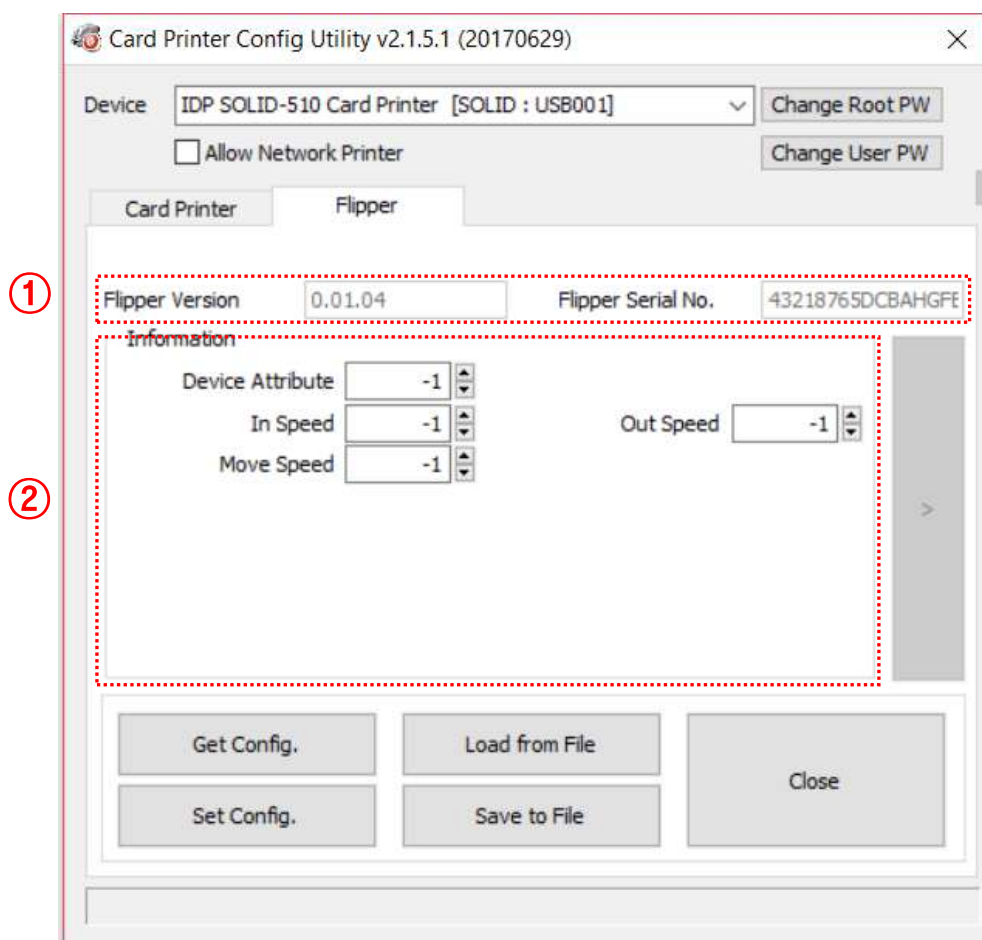 Card Printer Config Utility v2.1.5.1 (20170629)
Device IDP SOLID-510 Card Printer [SOLID : USB001] Change Root PW
Allow Network Printer Change User PW
Card Printer Flipper
① Flipper Version 0.01.04 Flipper Serial No. 43218765DCBAHGFE
Information
Device Attribute -1
In Speed -1 Out Speed -1
Move Speed -1
②
>
Get Config. Load from File
Close
Set Config. Save to File